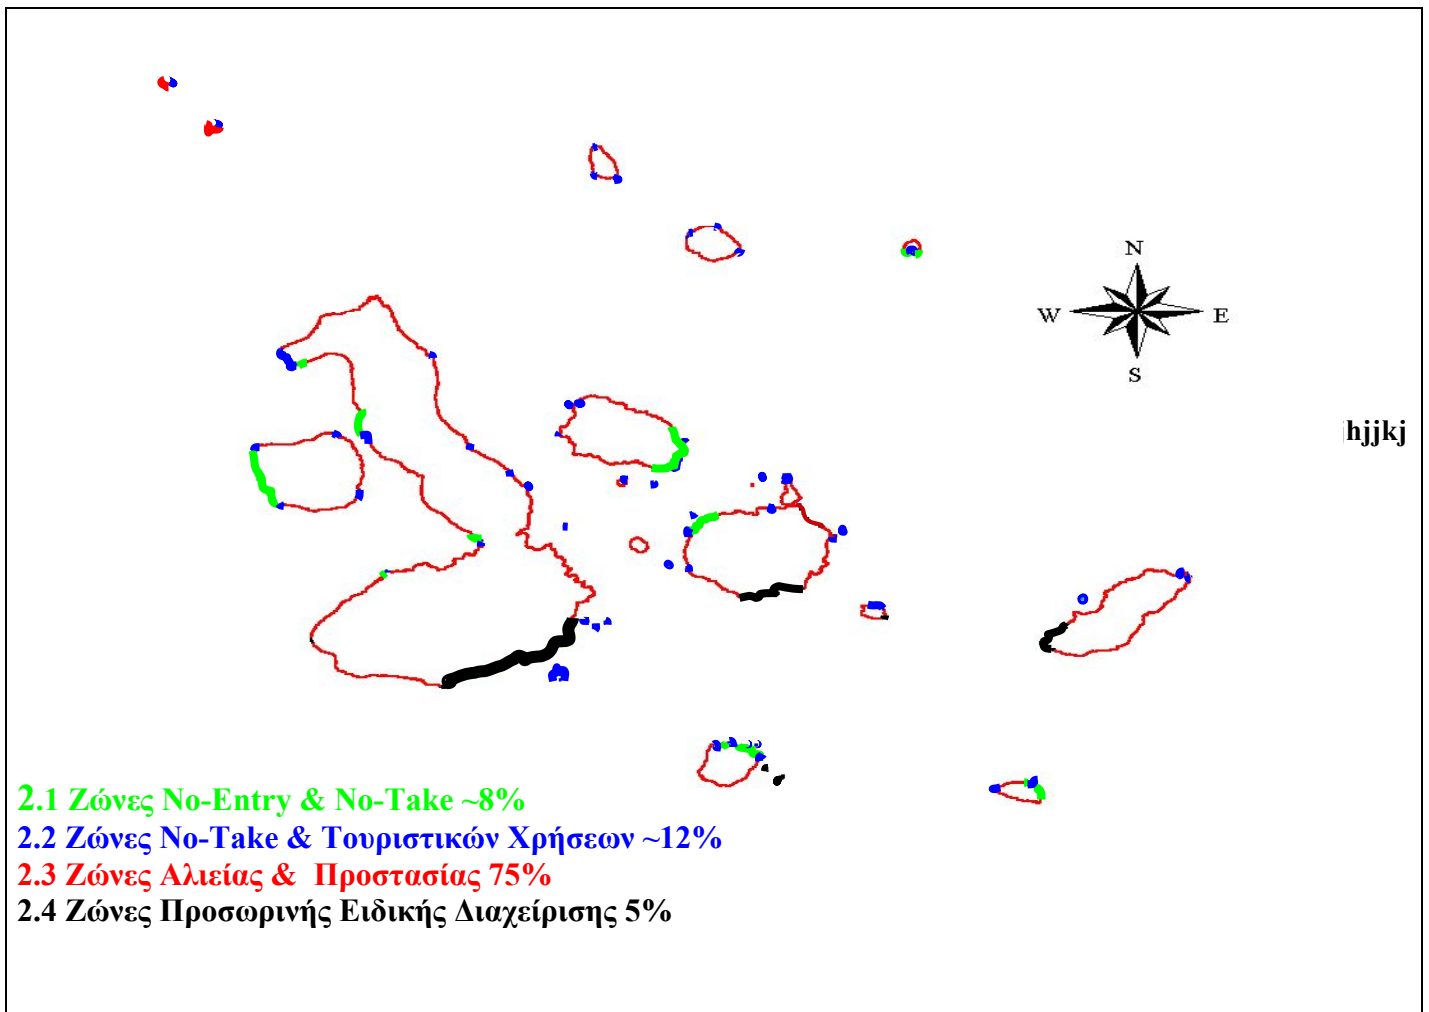 N
W E
S
hjjkj
2.1 Ζώνες No-Entry & No-Take ~8%
2.2 Ζώνες No-Take & Τουριστικών Χρήσεων ~12%
2.3 Ζώνες Αλιείας & Προστασίας 75%
2.4 Ζώνες Προσωρινής Ειδικής Διαχείρισης 5%